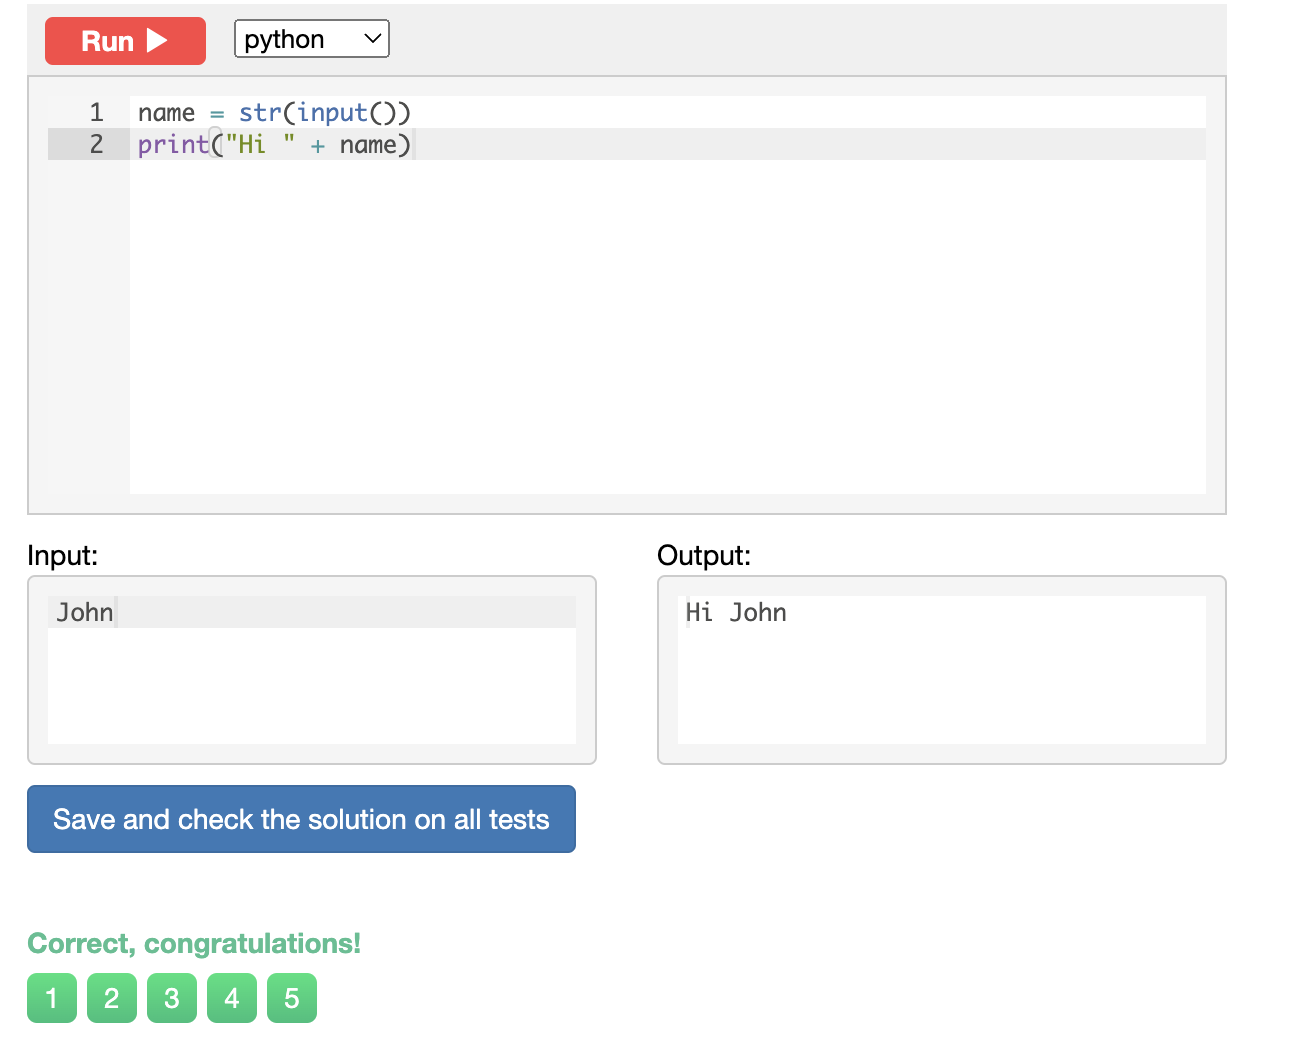 Run python
1 name = str(input())
2 print("Hi " + name)
Input: Output:
John Hi John
Save and check the solution on all tests
Correct, congratulations!
1 2 3 4 5